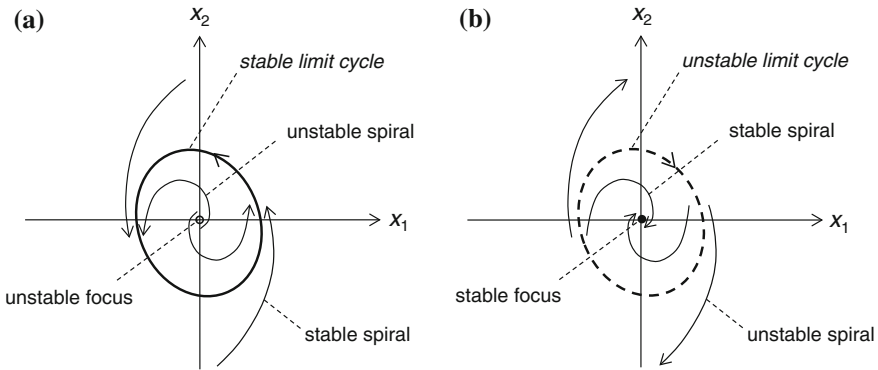 (a)
x2
stable limit cycle
unstable spiral
x1
unstable focus
stable spiral
(b)
x2
unstable limit cycle
stable spiral
x1
stable focus
unstable spiral